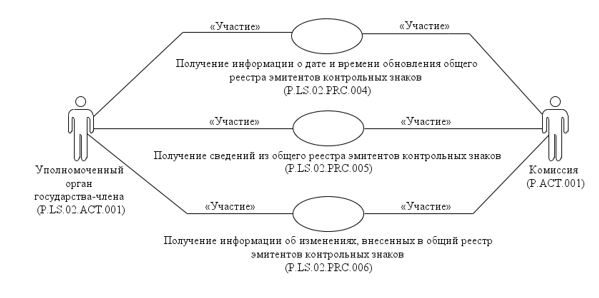 «Участие»
«Участие»
Получение информации о дате и времени обновления общего
реестра эмитентов контрольных знаков
(P.LS.02.PRC.004)
«Участие»
«Участие»
Получение сведений из общего реестра эмитентов контрольных знаков
(P.LS.02.PRC.005)
Уполномоченный
орган
государства-члена
(P.LS.02.ACT.001)
Комиссия
(P.ACT.001)
«Участие»
«Участие»
Получение информации об изменениях, внесенных в общий реестр
эмитентов контрольных знаков
(P.LS.02.PRC.006)